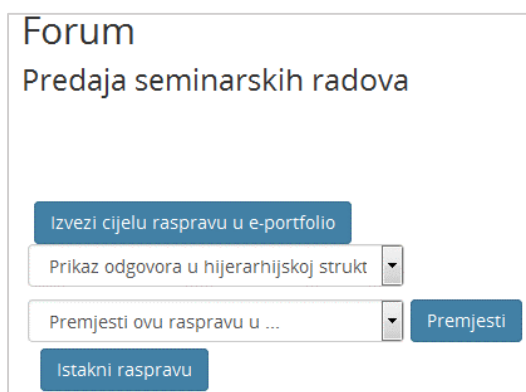 Forum
Predaja seminarskih radova
Izvezi cijelu raspravu u e-portfolio
Prikaz odgovora u hijerarhijskoj strukt
Premjesti ovu raspravu u ...
Premjesti
Istakni raspravu